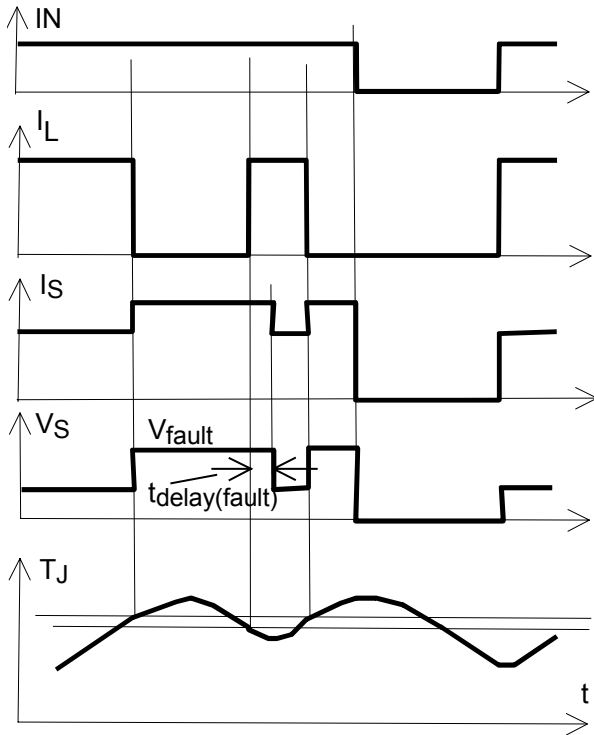 IN
I_L
I_S
V_S
V_fault
t_delay(fault)
T_J
t